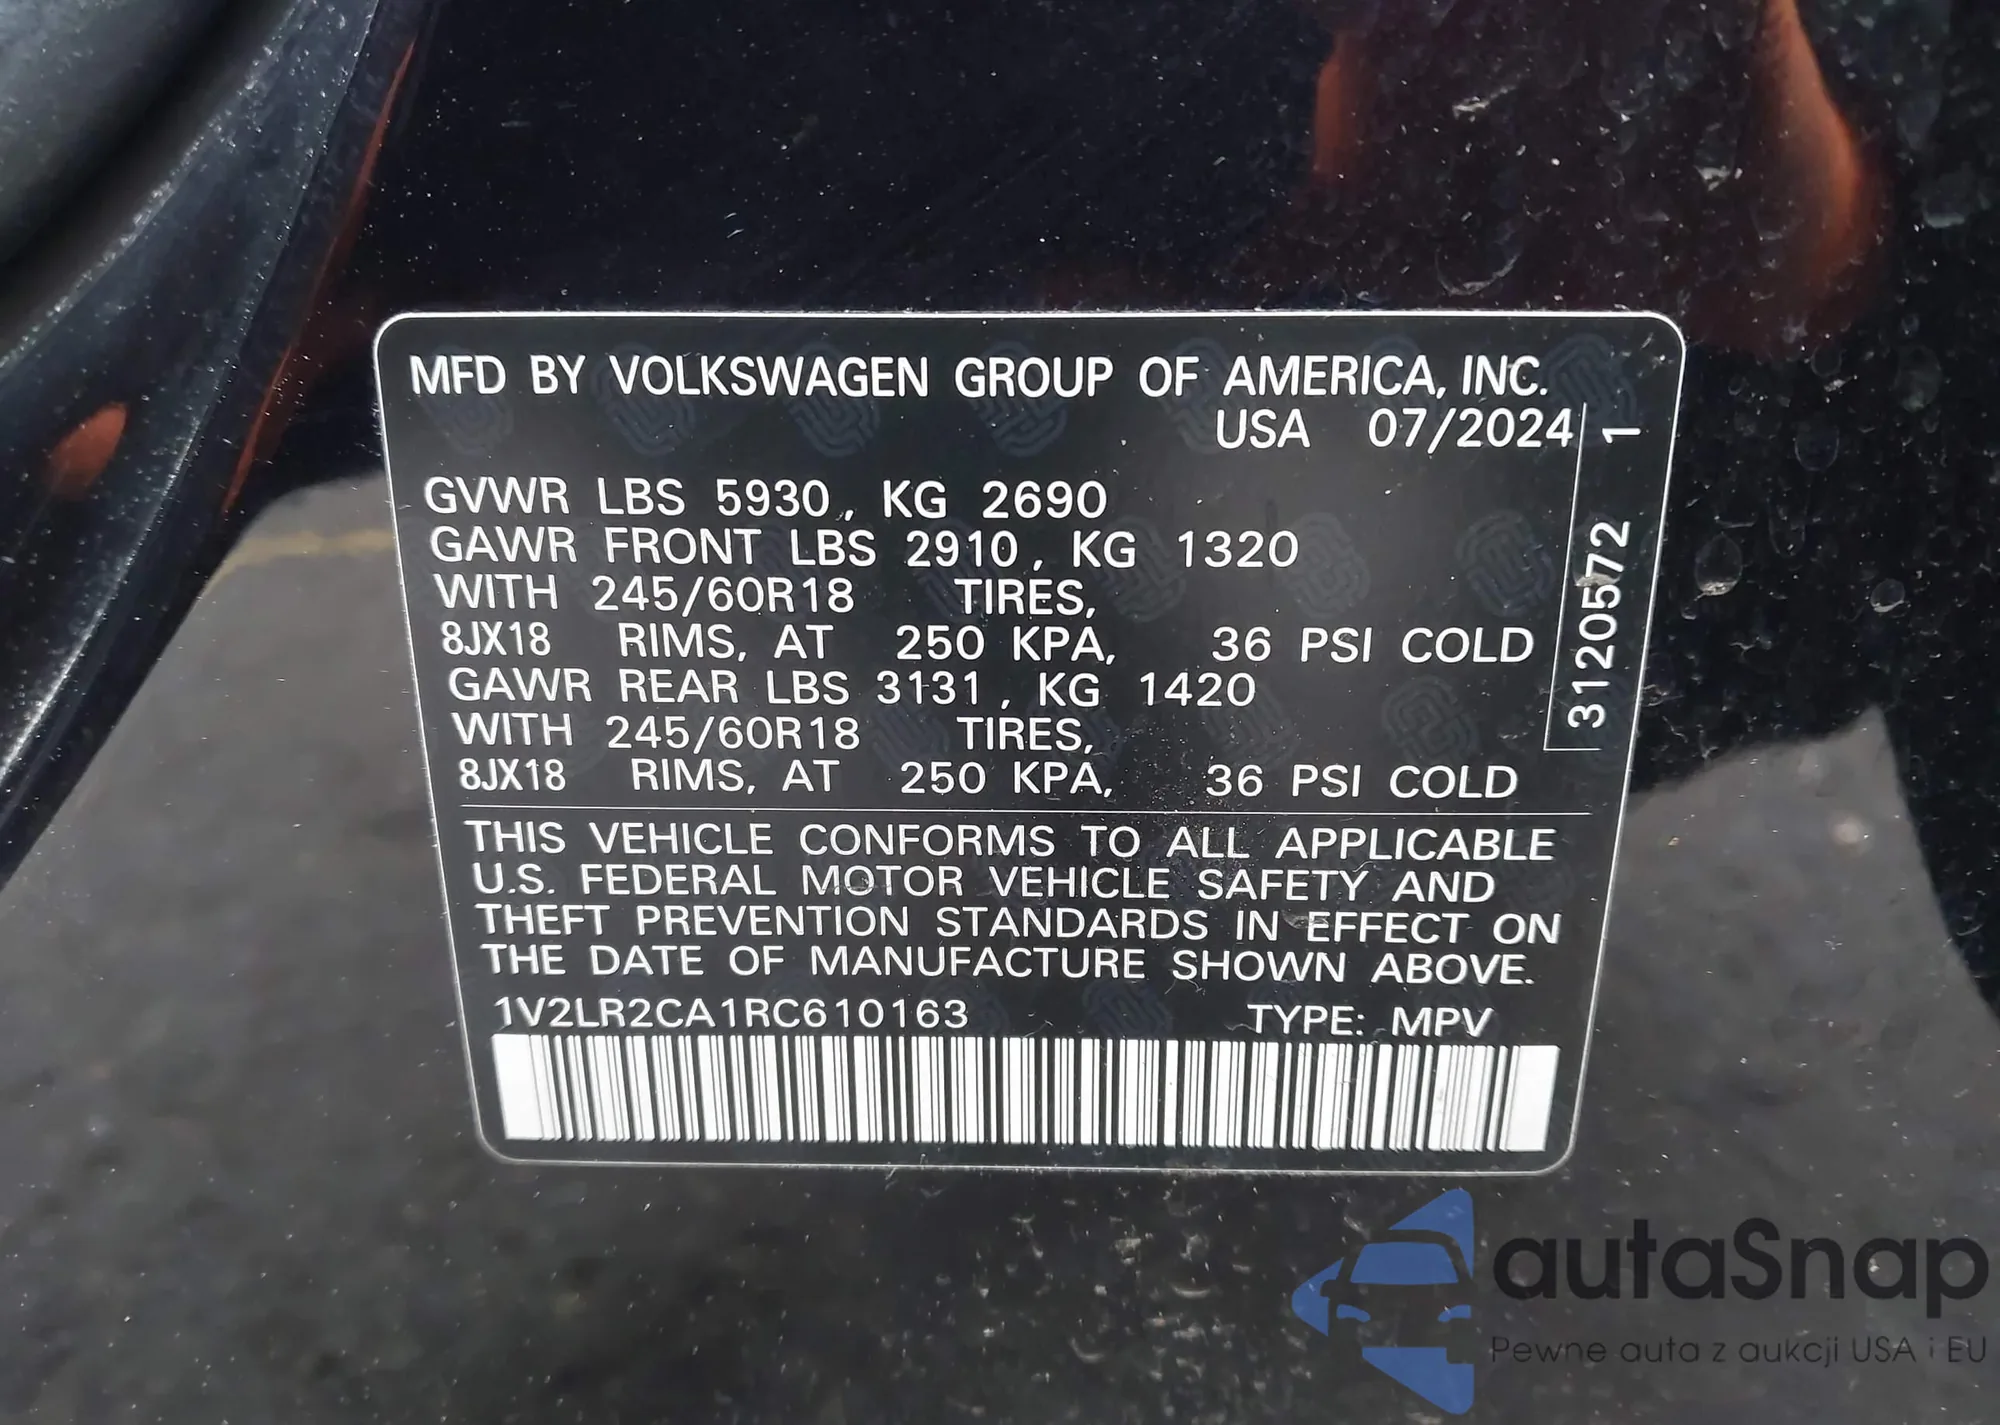 MFD BY VOLKSWAGEN GROUP OF AMERICA, INC.
USA 07/2024
GVWR LBS 5930, KG 2690
GAWR FRONT LBS 2910, KG 1320
WITH 245/60R18 TIRES,
8JX18 RIMS, AT 250 KPA, 36 PSI COLD
GAWR REAR LBS 3131, KG 1420
WITH 245/60R18 TIRES,
8JX18 RIMS, AT 250 KPA, 36 PSI COLD
3120572 1
THIS VEHICLE CONFORMS TO ALL APPLICABLE
U.S. FEDERAL MOTOR VEHICLE SAFETY AND
THEFT PREVENTION STANDARDS IN EFFECT ON
THE DATE OF MANUFACTURE SHOWN ABOVE.
1V2LR2CA1RC610163 TYPE: MPV
autaSnap
Pewne auta z aukcji USA i EU